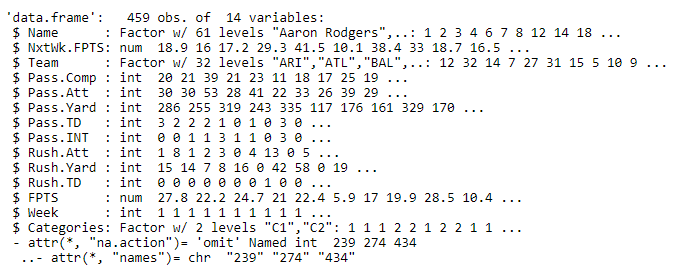 'data.frame':   459 obs. of  14 variables:
 $ Name      : Factor w/ 61 levels "Aaron Rodgers",..: 1 2 3 4 6 7 8 12 14 18 ...
 $ NxtWk.FPTS: num  18.9 16 17.2 29.3 41.5 10.1 38.4 33 18.7 16.5 ...
 $ Team      : Factor w/ 32 levels "ARI","ATL","BAL",..: 12 32 14 7 27 31 15 5 10 9 ...
 $ Pass.Comp : int  20 21 39 21 23 11 18 17 25 19 ...
 $ Pass.Att  : int  30 30 53 28 41 22 33 26 39 29 ...
 $ Pass.Yard : int  286 255 319 243 335 117 176 161 329 170 ...
 $ Pass.TD   : int  3 2 2 2 1 0 1 0 3 0 ...
 $ Pass.INT  : int  0 0 1 1 3 1 1 0 3 0 ...
 $ Rush.Att  : int  1 8 1 2 3 0 4 13 0 5 ...
 $ Rush.Yard : int  15 14 7 8 16 0 42 58 0 19 ...
 $ Rush.TD   : int  0 0 0 0 0 0 0 1 0 0 ...
 $ FPTS      : num  27.8 22.2 24.7 21 22.4 5.9 17 19.9 28.5 10.4 ...
 $ Week      : int  1 1 1 1 1 1 1 1 1 1 ...
 $ Categories: Factor w/ 2 levels "C1","C2": 1 1 1 2 2 1 2 2 1 1 ...
 - attr(*, "na.action")= 'omit' Named int  239 274 434
  ..- attr(*, "names")= chr  "239" "274" "434"